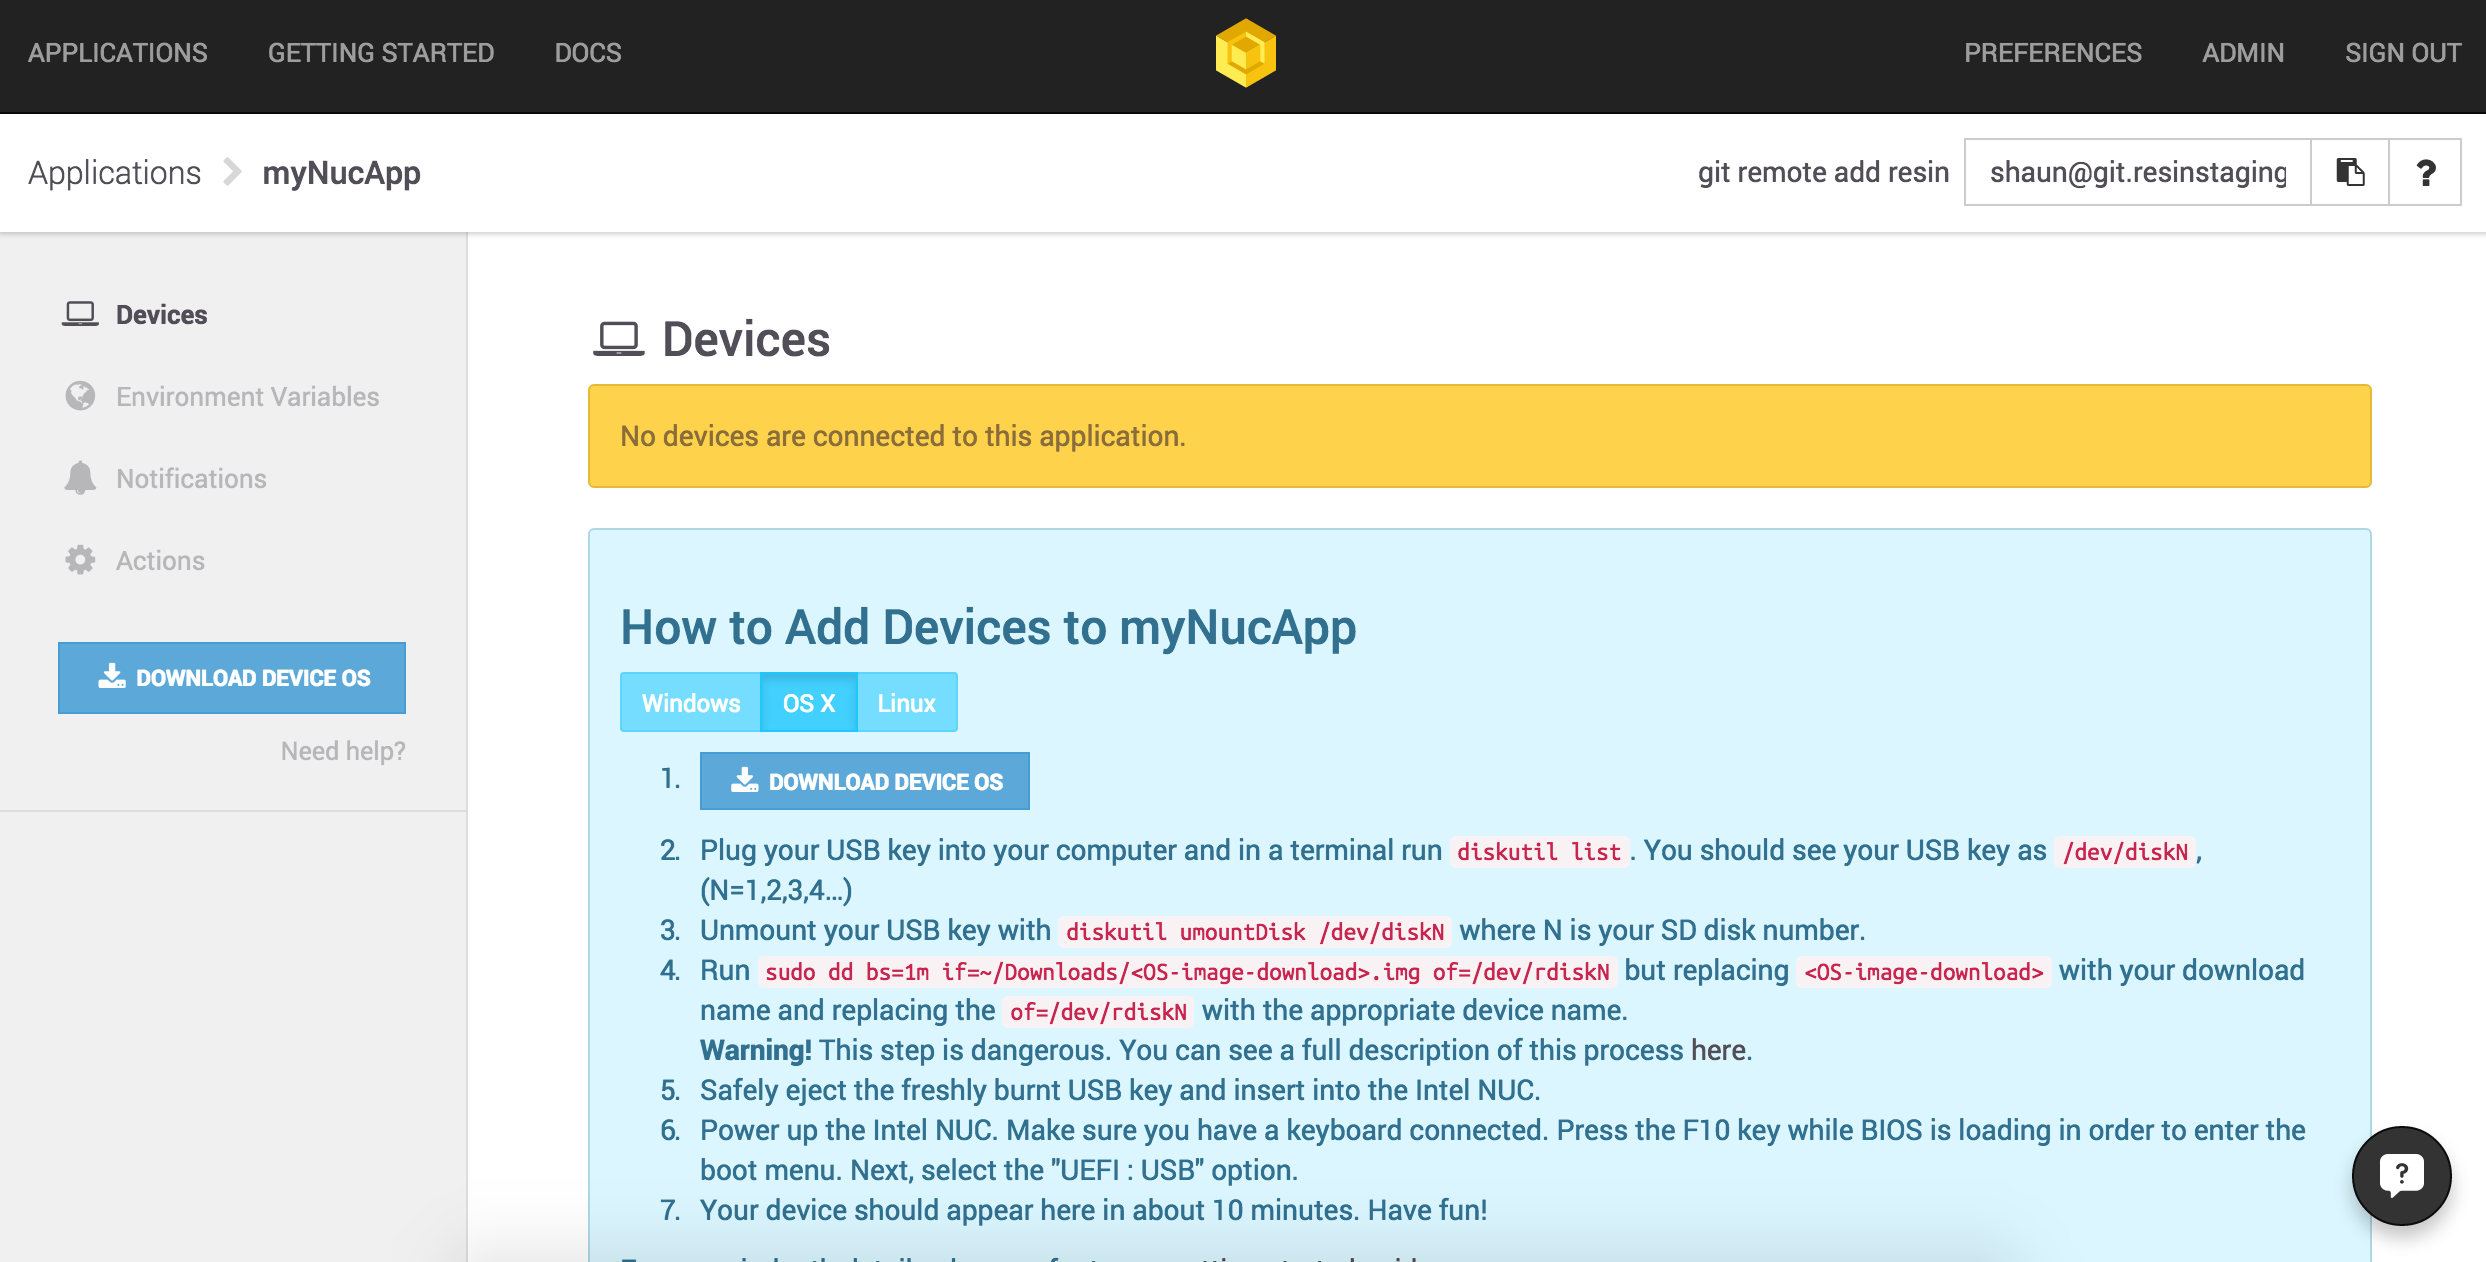 APPLICATIONS GETTING STARTED DOCS PREFERENCES ADMIN SIGN OUT
Applications myNucApp git remote add resin shaun@git.resinstaging ?
Devices
Environment Variables
Notifications
Actions
DOWNLOAD DEVICE OS
Need help?
Devices
No devices are connected to this application.
How to Add Devices to myNucApp
Windows OS X Linux
1. DOWNLOAD DEVICE OS
2. Plug your USB key into your computer and in a terminal run diskutil list. You should see your USB key as /dev/diskN,
(N=1,2,3,4...)
3. Unmount your USB key with diskutil umountDisk /dev/diskN where N is your SD disk number.
4. Run sudo dd bs=1m if=~/Downloads/<OS-image-download>.img of=/dev/rdiskN but replacing <OS-image-download> with your download
name and replacing the of=/dev/rdiskN with the appropriate device name.
Warning! This step is dangerous. You can see a full description of this process here.
5. Safely eject the freshly burnt USB key and insert into the Intel NUC.
6. Power up the Intel NUC. Make sure you have a keyboard connected. Press the F10 key while BIOS is loading in order to enter the
boot menu. Next, select the "UEFI : USB" option.
7. Your device should appear here in about 10 minutes. Have fun!